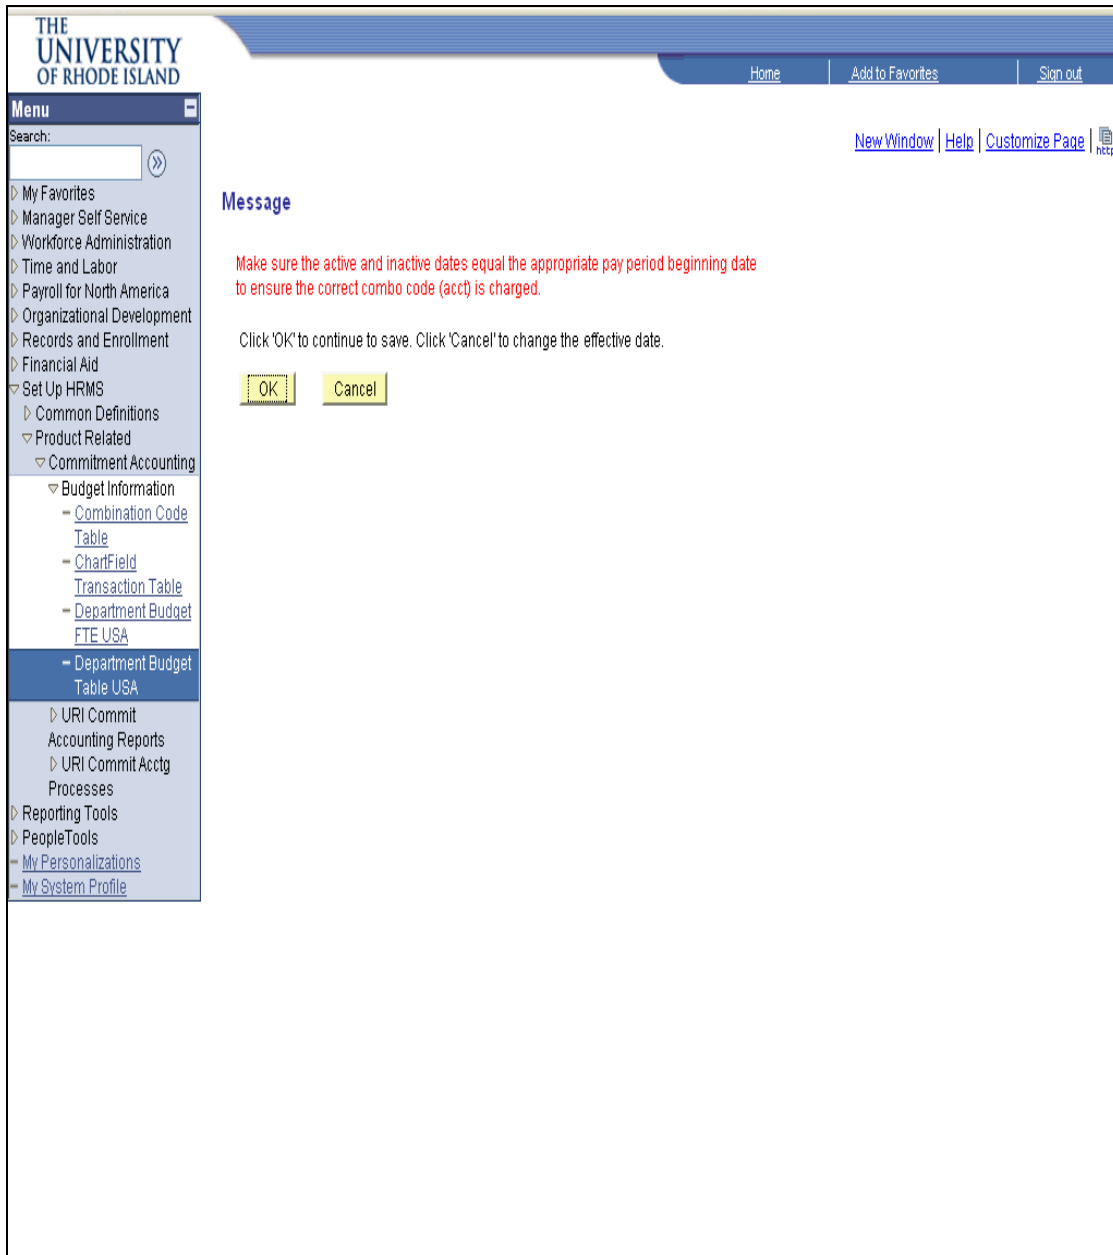 THE
UNIVERSITY
OF RHODE ISLAND
Home
Add to Favorites
Sign out
Menu
Search:
New Window
Help
Customize Page
http
My Favorites
Manager Self Service
Workforce Administration
Time and Labor
Payroll for North America
Organizational Development
Records and Enrollment
Financial Aid
Set Up HRMS
Common Definitions
Product Related
Commitment Accounting
Budget Information
Combination Code
Table
ChartField
Transaction Table
Department Budget
FTE USA
Department Budget
Table USA
URI Commit
Accounting Reports
URI Commit Acctg
Processes
Reporting Tools
PeopleTools
My Personalizations
My System Profile
Message
Make sure the active and inactive dates equal the appropriate pay period beginning date
to ensure the correct combo code (acct) is charged.
Click 'OK' to continue to save. Click 'Cancel' to change the effective date.
OK
Cancel